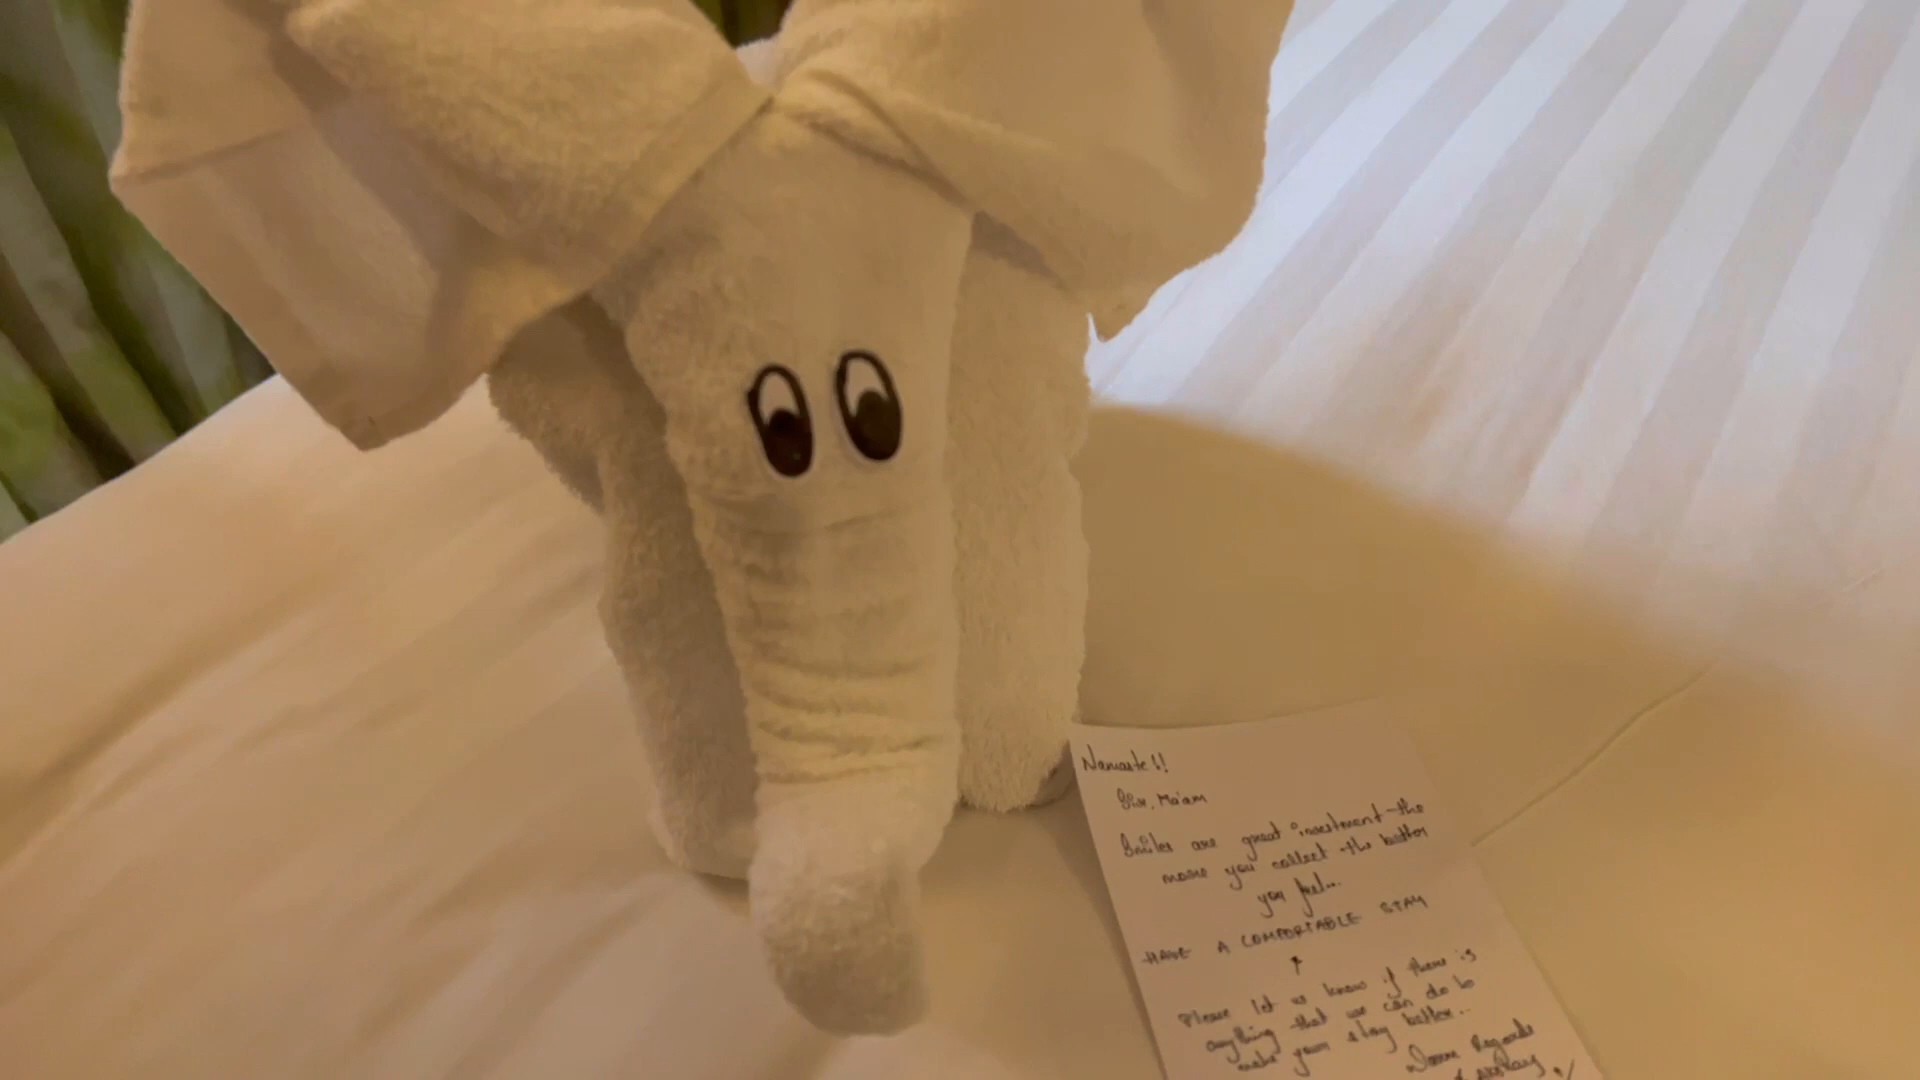 Namaste!!
Sir, Ma'am
Smiles are great investment the
more you collect the better
you feel...
HAVE A COMFORTABLE STAY
Please let us know if there is
anything that we can do to
make your stay better..
Warm Regards